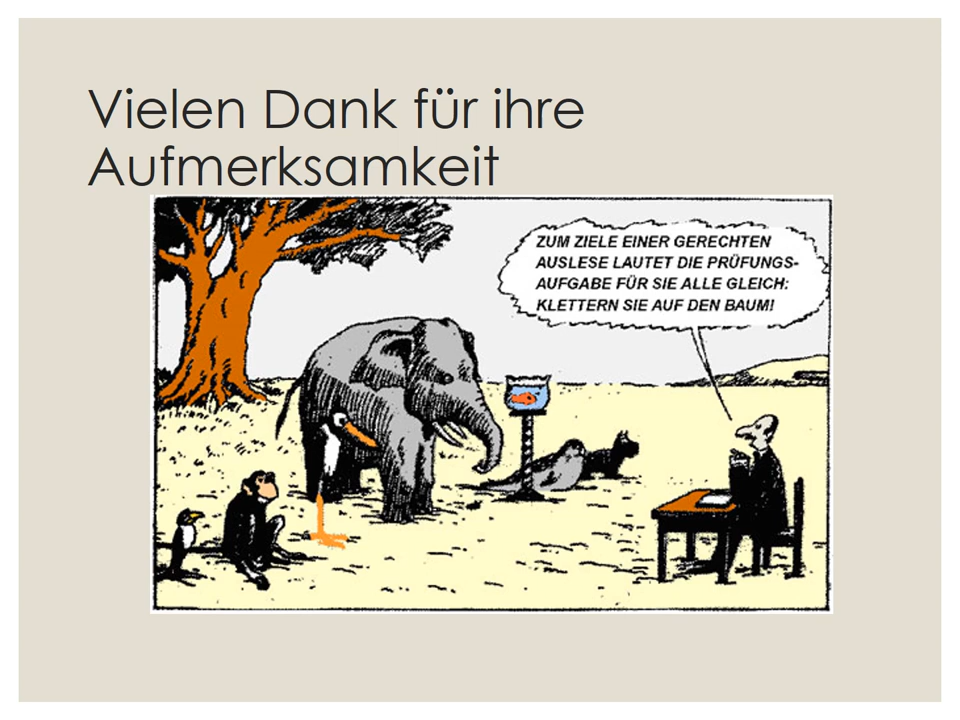 Vielen Dank für ihre
Aufmerksamkeit
ZUM ZIELE EINER GERECHTEN
AUSLESE LAUTET DIE PRÜFUNGS-
AUFGABE FÜR SIE ALLE GLEICH:
KLETTERN SIE AUF DEN BAUM!